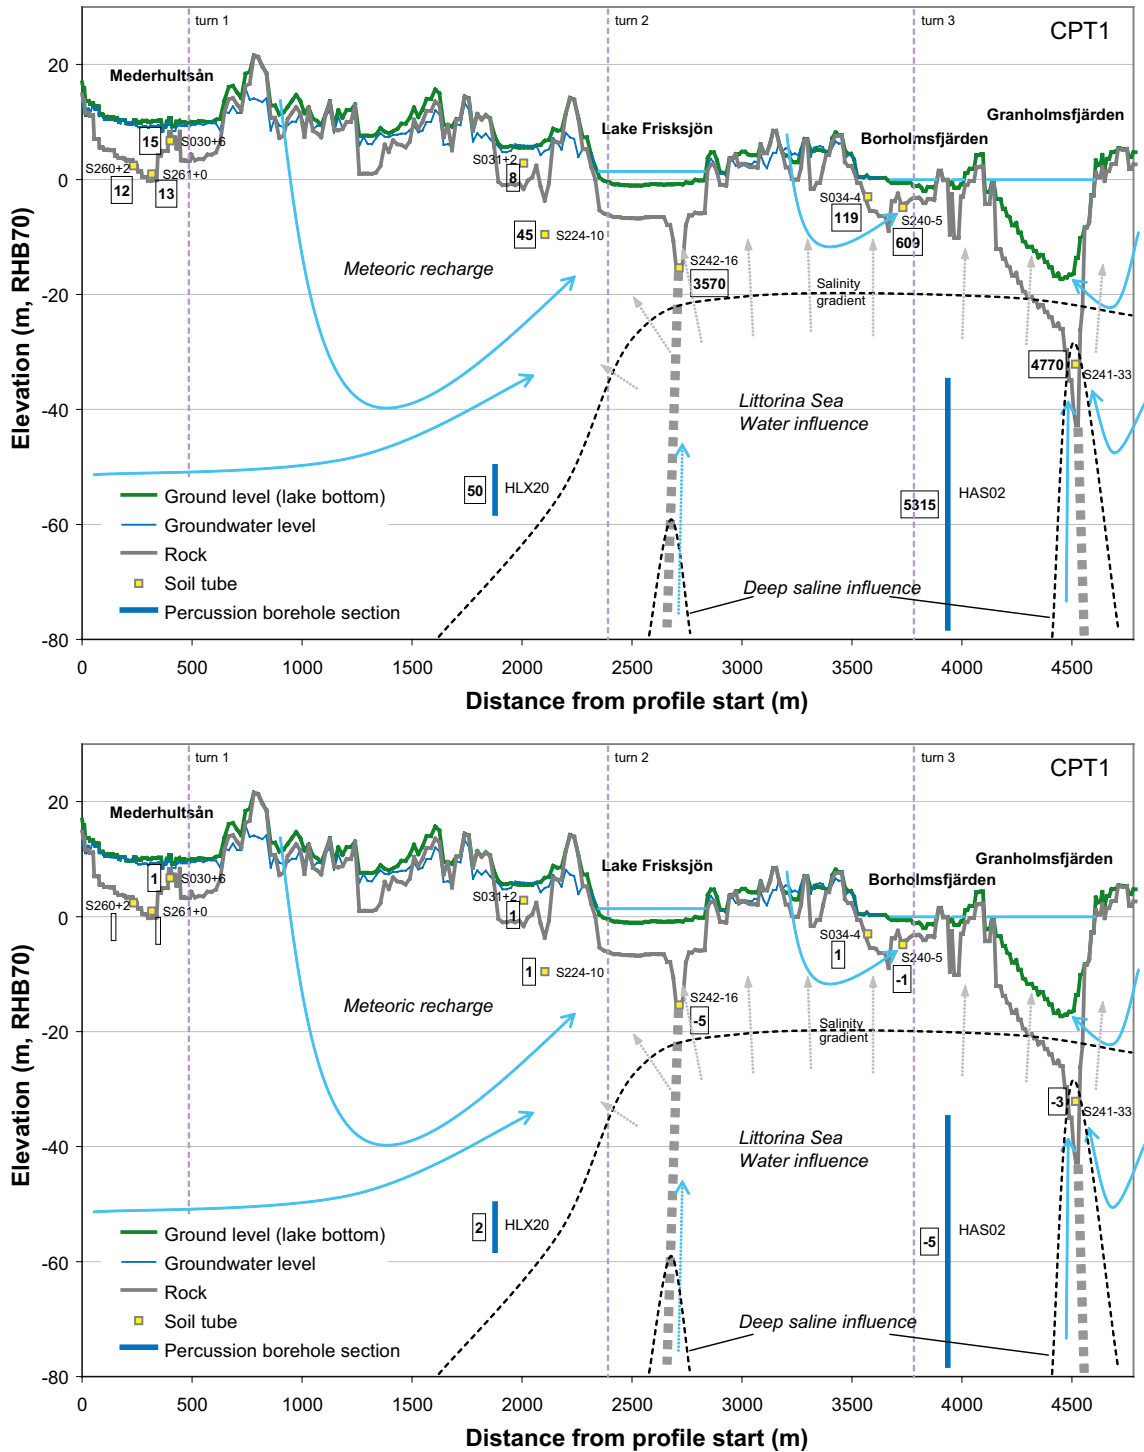 turn 1
turn 2
turn 3
CPT1
20
Mederhultsån
Granholmsfjärden
Lake Frisksjön
Borholmsfjärden
15
S030+6
S031+2
S260+2
S261+0
8
0
12
13
S034-4
119
S240-5
609
45
S224-10
S242-16
3570
Meteoric recharge
Salinity
gradient
-20
4770
S241-33
Littorina Sea
Water influence
-40
50
HLX20
5315
HAS02
Ground level (lake bottom)
Groundwater level
-60
Rock
Soil tube
Deep saline influence
Percussion borehole section
-80
0 500 1000 1500 2000 2500 3000 3500 4000 4500
Distance from profile start (m)
Elevation (m, RHB70)
turn 1
turn 2
turn 3
CPT1
20
Mederhultsån
Granholmsfjärden
Lake Frisksjön
Borholmsfjärden
1
S030+6
S031+2
S260+2
S261+0
1
0
S034-4
1
S240-5
-1
1
S224-10
S242-16
-5
Meteoric recharge
Salinity
gradient
-20
-3
S241-33
Littorina Sea
Water influence
-40
2
HLX20
-5
HAS02
Ground level (lake bottom)
Groundwater level
-60
Rock
Soil tube
Deep saline influence
Percussion borehole section
-80
0 500 1000 1500 2000 2500 3000 3500 4000 4500
Distance from profile start (m)
Elevation (m, RHB70)